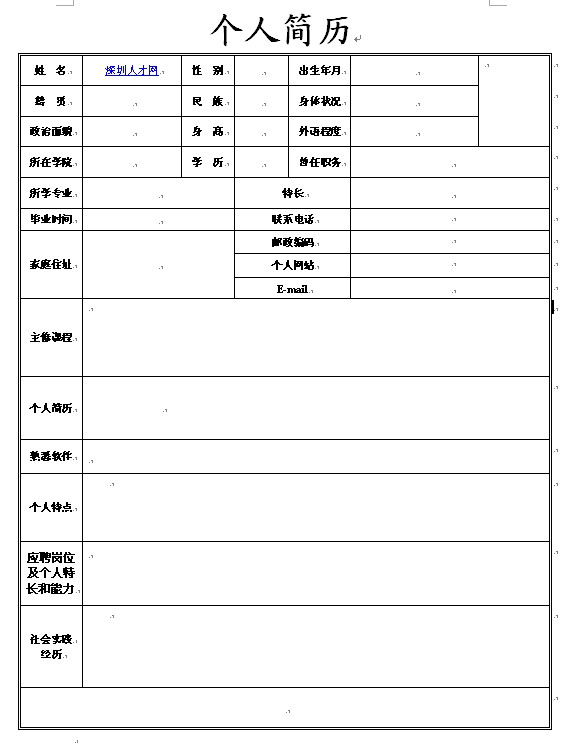 个人简历
姓 名 深圳人才网 性 别 出生年月
籍 贯 民 族 身体状况
政治面貌 身 高 外语程度
所在学院 学 历 曾任职务
所学专业 特长
毕业时间 联系电话
家庭住址 邮政编码
个人网站
E-mail
主修课程
个人简历
熟悉软件
个人特点
应聘岗位
及个人特
长和能力
社会实践
经历